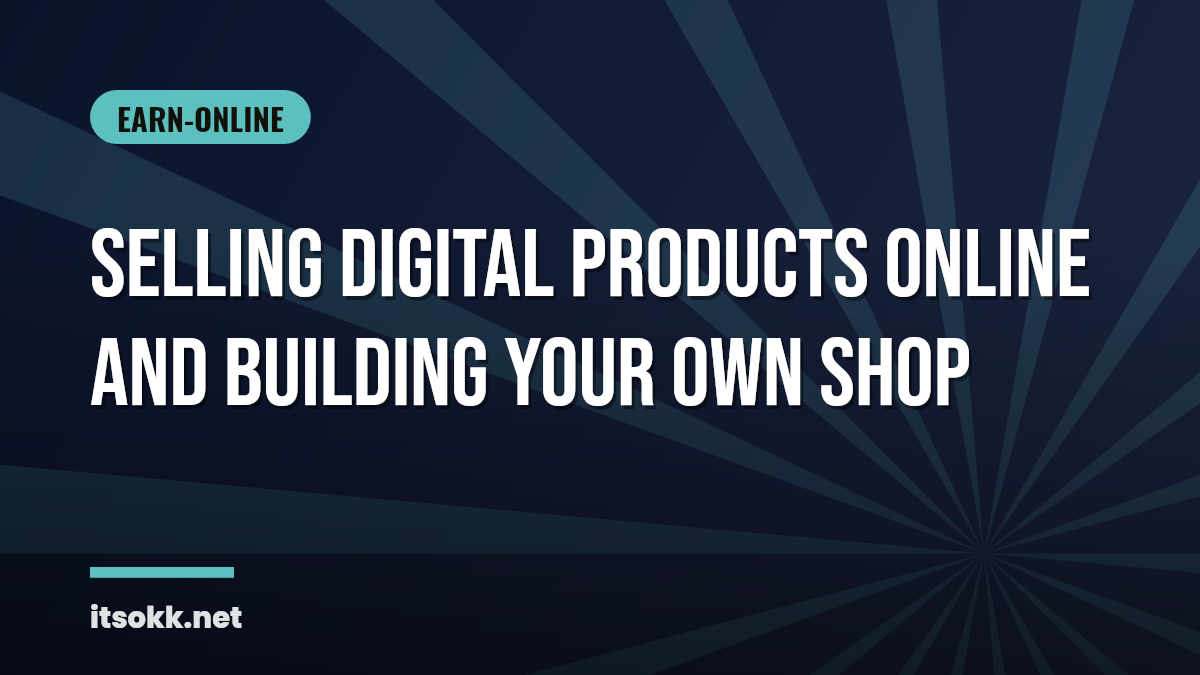 EARN-ONLINE
SELLING DIGITAL PRODUCTS ONLINE
AND BUILDING YOUR OWN SHOP
itsokk.net